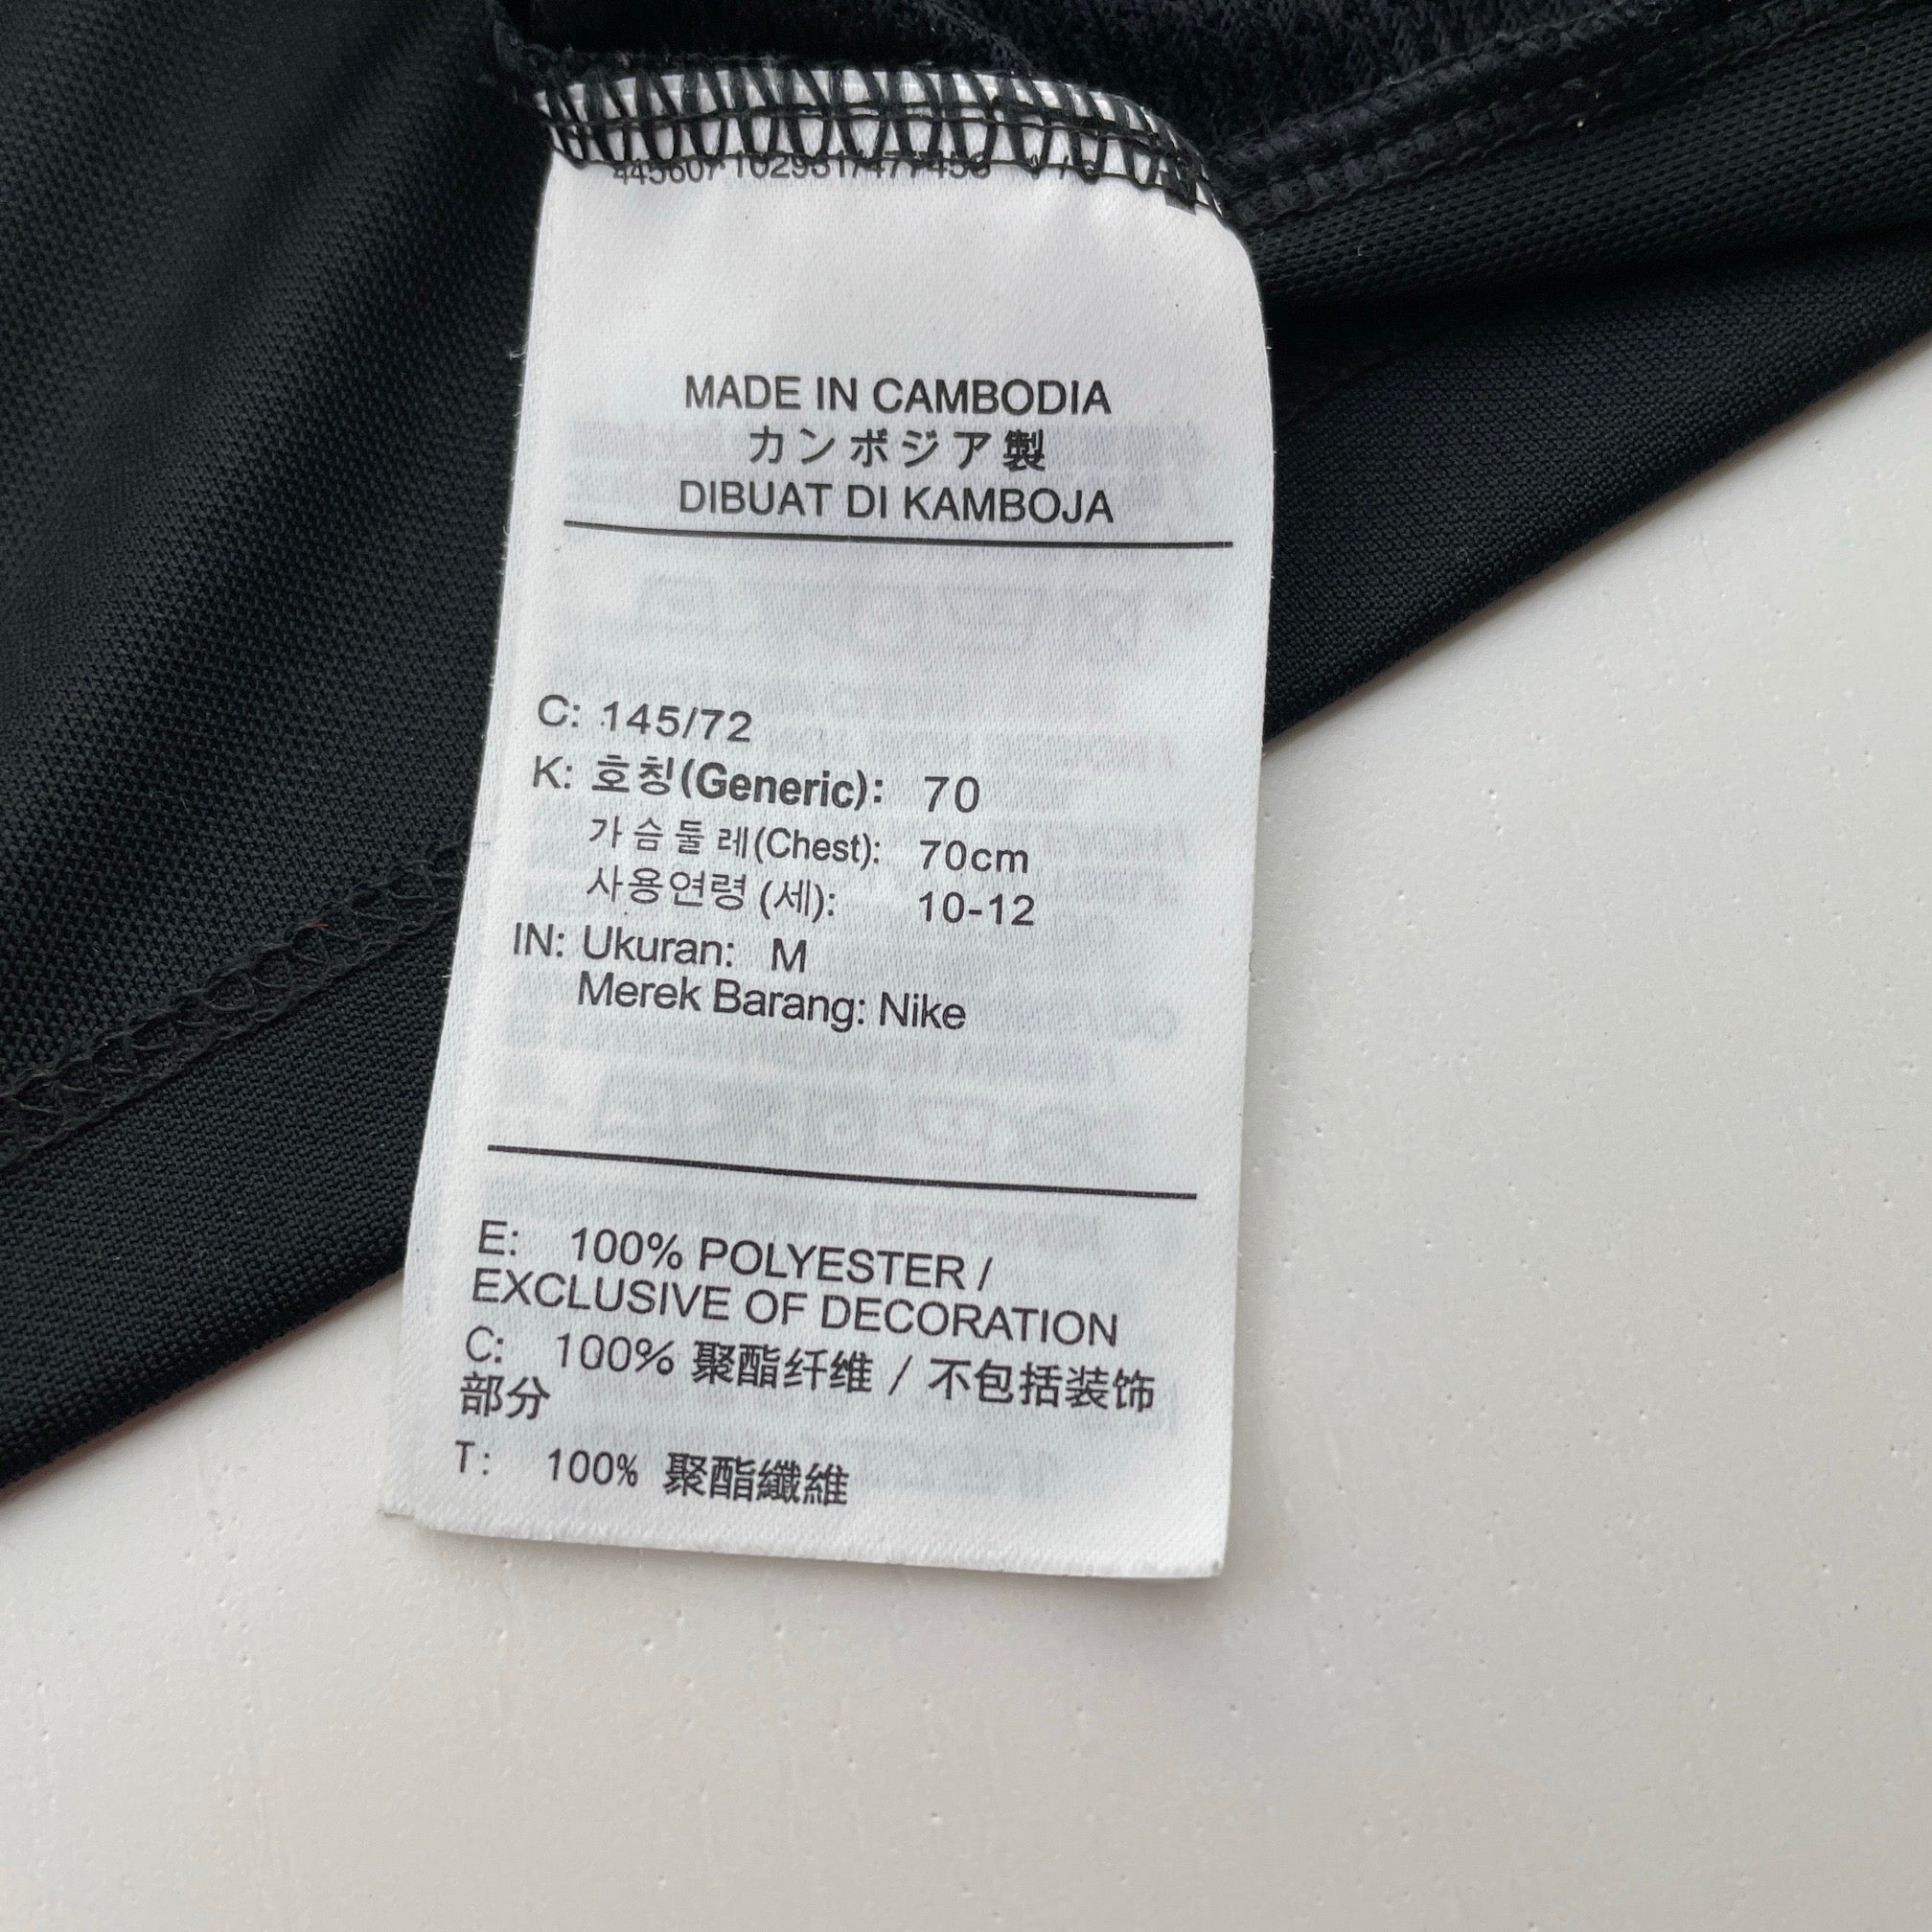 MADE IN CAMBODIA
カンボジア製
DIBUAT DI KAMBOJA
C: 145/72
K: 호칭(Generic): 70
가슴둘레(Chest): 70cm
사용연령 (세): 10-12
IN: Ukuran: M
Merek Barang: Nike
E: 100% POLYESTER /
EXCLUSIVE OF DECORATION
C: 100% 聚酯纤维 / 不包括装饰
部分
T: 100% 聚酯纖維